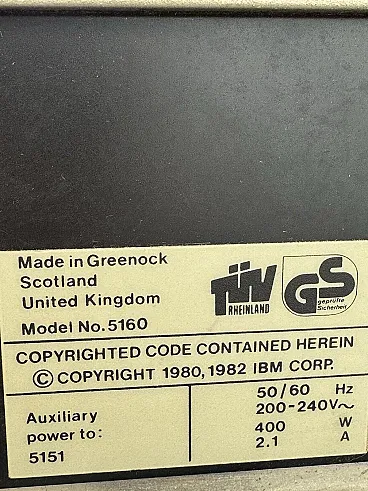 Made in Greenock
Scotland
United Kingdom
Model No. 5160
TÜV
RHEINLAND
GS
geprüfte
Sicherheit
COPYRIGHTED CODE CONTAINED HEREIN
© COPYRIGHT 1980, 1982 IBM CORP.
Auxiliary
power to:
5151
50/60 Hz
200-240V~
400 W
2.1 A